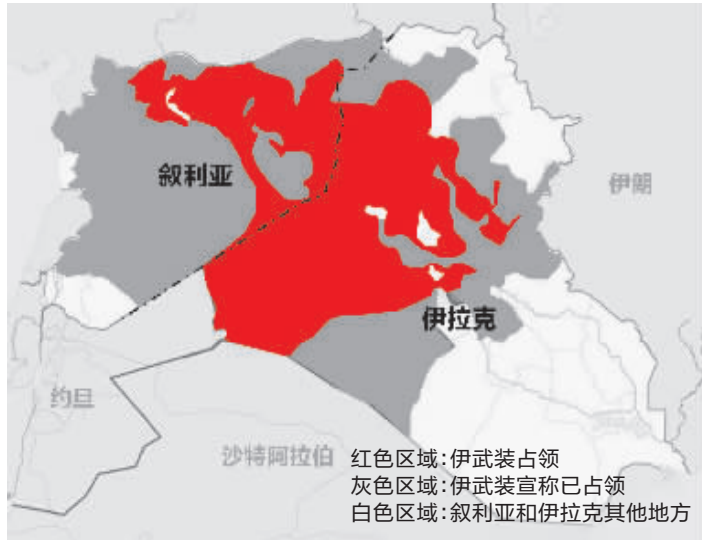 叙利亚
伊朗
伊拉克
约旦
沙特阿拉伯
红色区域:伊武装占领
灰色区域:伊武装宣称已占领
白色区域:叙利亚和伊拉克其他地方